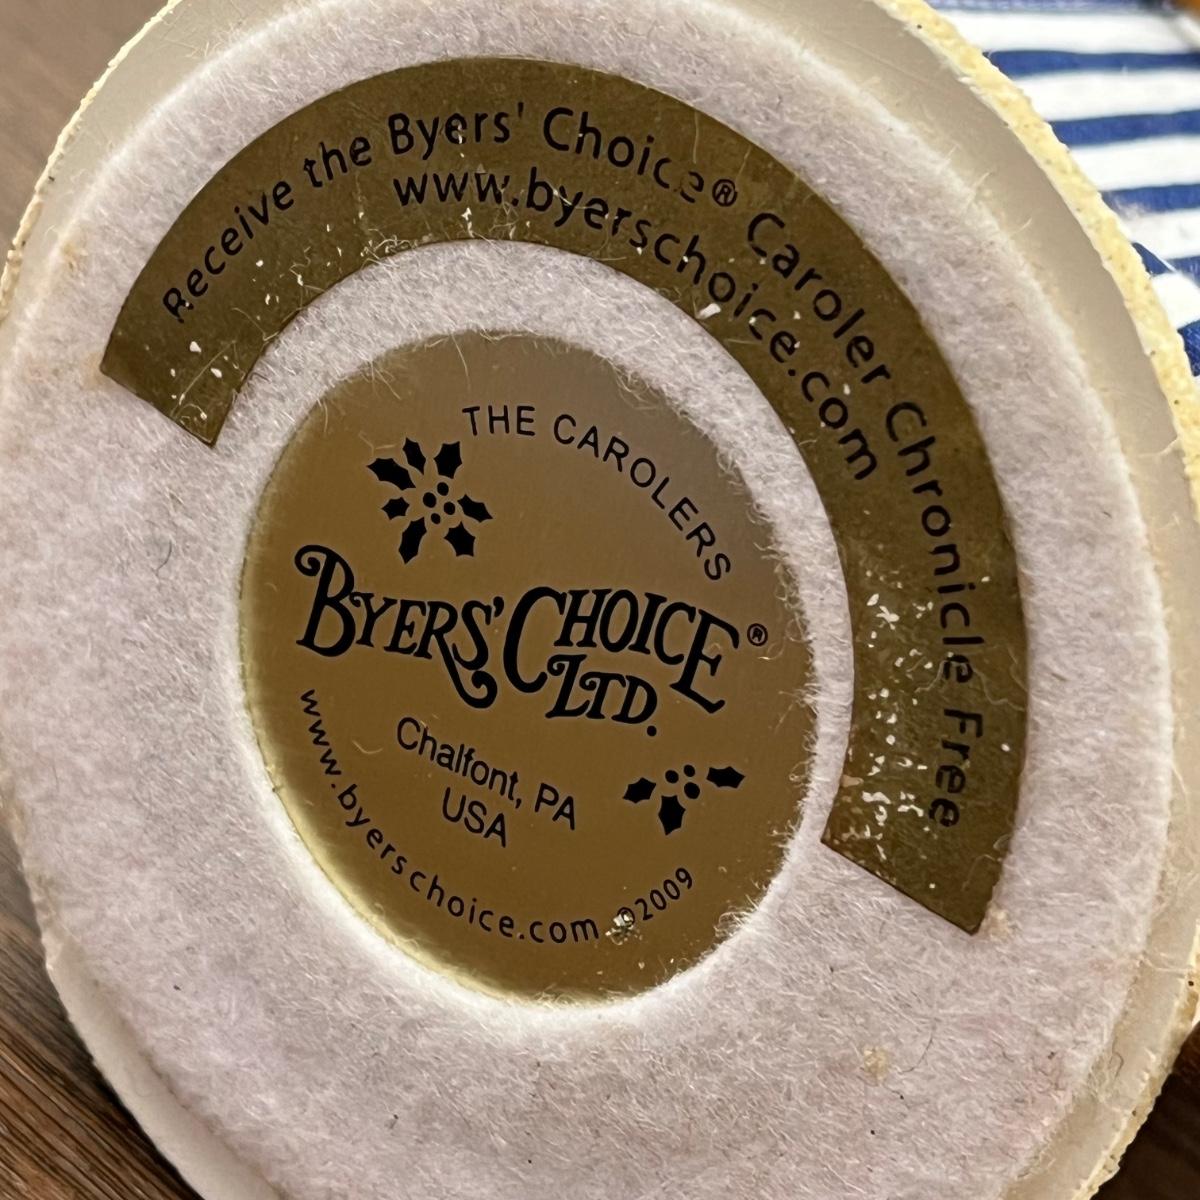 Receive the Byers' Choice® Caroler Chronicle Free
www.byerschoice.com
THE CAROLERS
BYERS' CHOICE®
LTD.
Chalfont, PA
USA
www.byerschoice.com ©2009